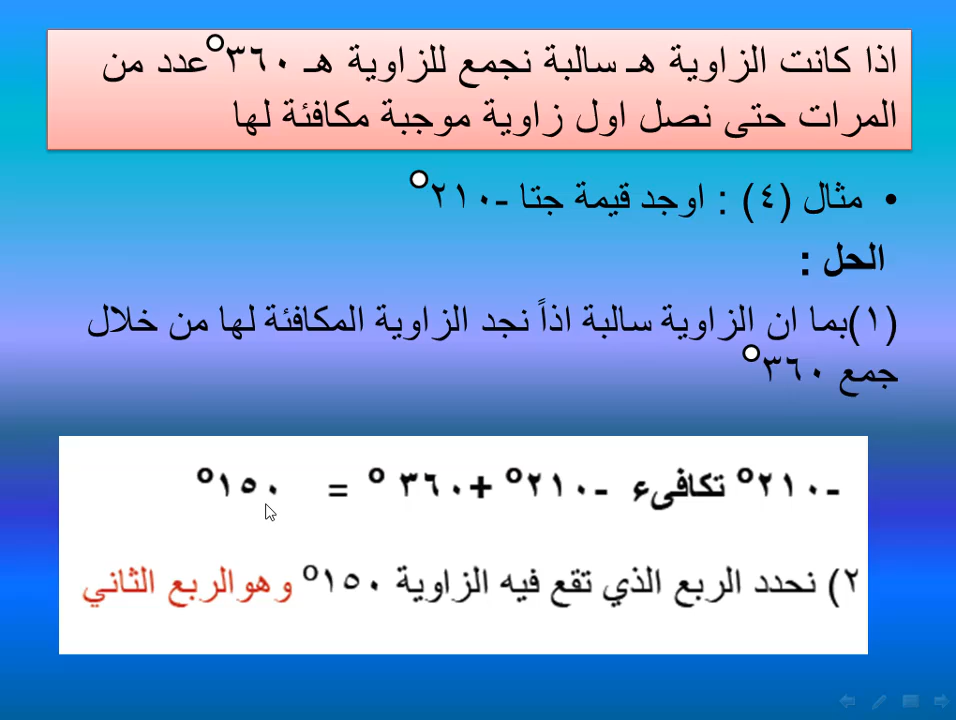 اذا كانت الزاوية هـ سالبة نجمع للزاوية هـ ٣٦٠° عدد من
المرات حتى نصل اول زاوية موجبة مكافئة لها
• مثال (٤) : اوجد قيمة جتا -٢١٠°
الحل :
(١)بما ان الزاوية سالبة اذاً نجد الزاوية المكافئة لها من خلال
جمع ٣٦٠°
-٢١٠° تكافىء -٢١٠° +٣٦٠° = ١٥٠°
٢) نحدد الربع الذي تقع فيه الزاوية ١٥٠° وهوالربع الثاني